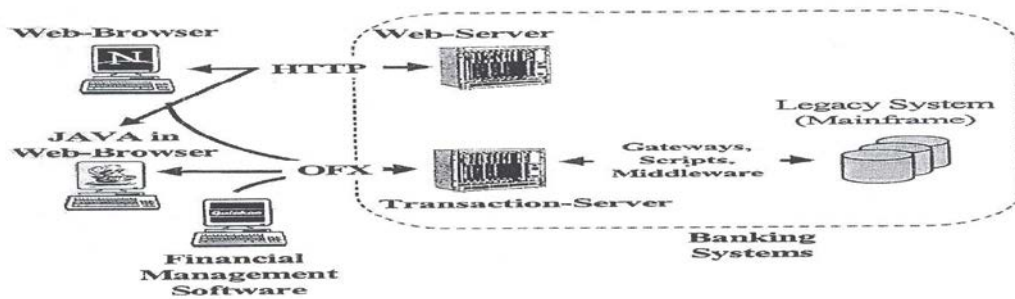 Web-Browser
N
HTTP
Web-Server
JAVA in
Web-Browser
OFX
Transaction-Server
Gateways,
Scripts,
Middleware
Legacy System
(Mainframe)
Quicken
Financial
Management
Software
Banking
Systems